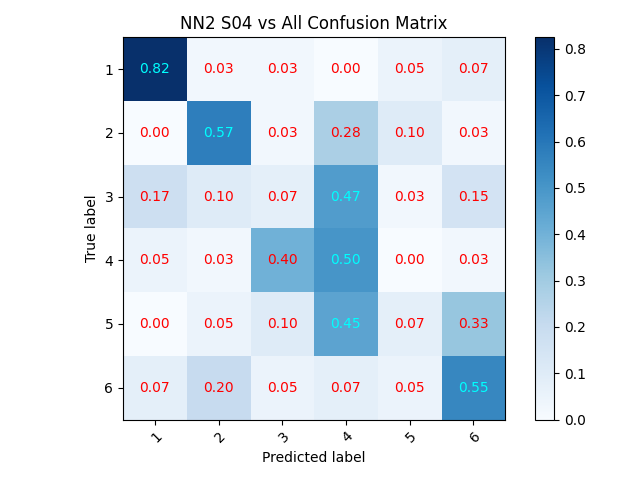 NN2 S04 vs All Confusion Matrix
True label
1 0.82 0.03 0.03 0.00 0.05 0.07
2 0.00 0.57 0.03 0.28 0.10 0.03
3 0.17 0.10 0.07 0.47 0.03 0.15
4 0.05 0.03 0.40 0.50 0.00 0.03
5 0.00 0.05 0.10 0.45 0.07 0.33
6 0.07 0.20 0.05 0.07 0.05 0.55
1 2 3 4 5 6
Predicted label
0.8
0.7
0.6
0.5
0.4
0.3
0.2
0.1
0.0